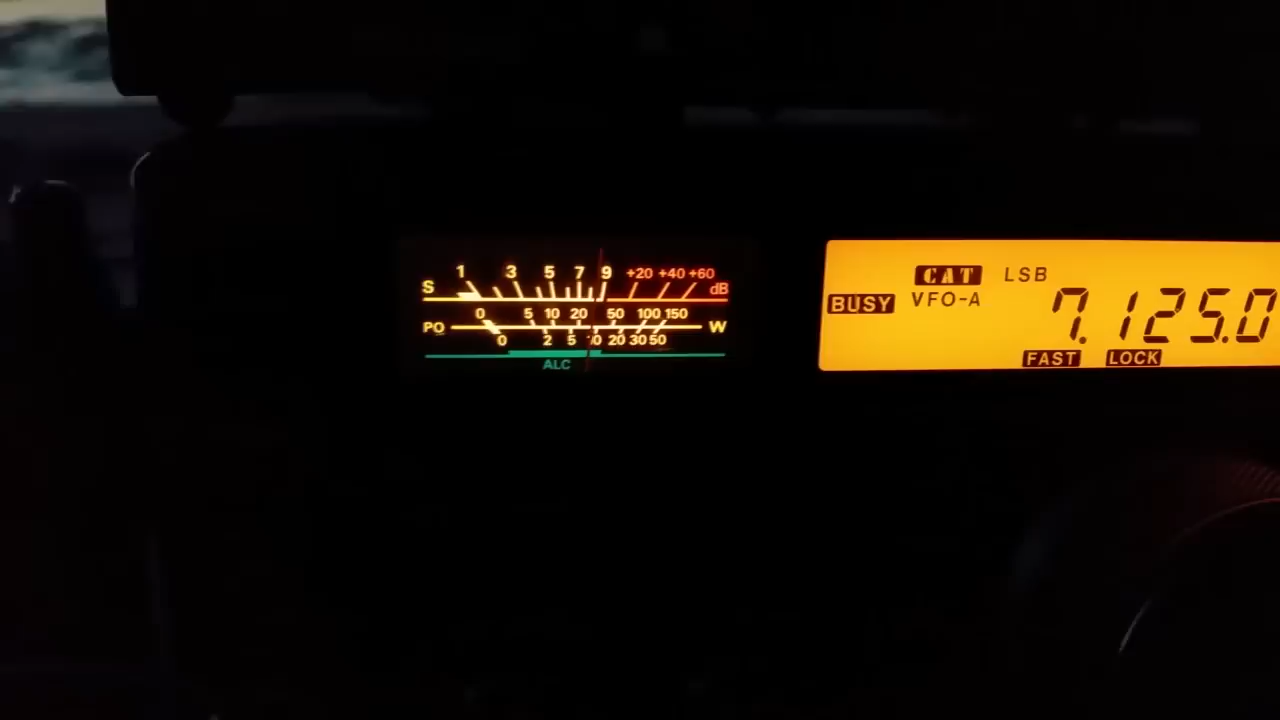 S 1 3 5 7 9 +20 +40 +60 dB
0 5 10 20 50 100 150
PO W
0 2 5 10 20 30 50
ALC
CAT LSB
BUSY VFO-A 7.125.0
FAST LOCK